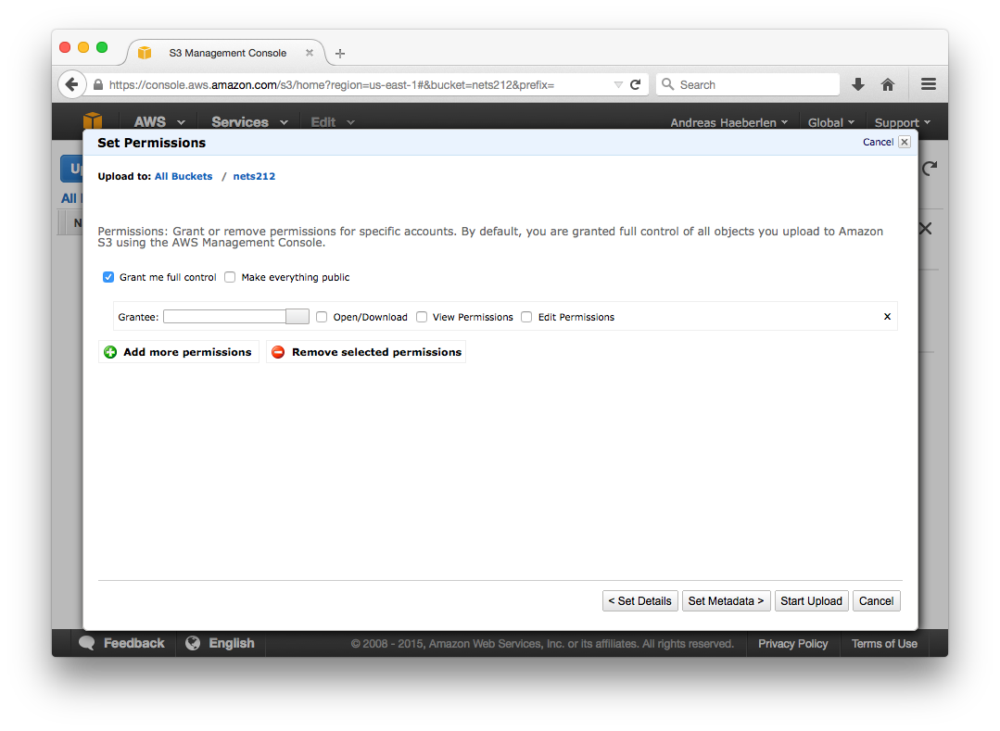 S3 Management Console
https://console.aws.amazon.com/s3/home?region=us-east-1#&bucket=nets212&prefix=
Search
AWS Services Edit Andreas Haeberlen Global Support
Set Permissions Cancel
Up
Upload to: All Buckets / nets212
All
N
Permissions: Grant or remove permissions for specific accounts. By default, you are granted full control of all objects you upload to Amazon
S3 using the AWS Management Console.
Grant me full control Make everything public
Grantee: Open/Download View Permissions Edit Permissions x
Add more permissions Remove selected permissions
< Set Details Set Metadata > Start Upload Cancel
Feedback English © 2008 - 2015, Amazon Web Services, Inc. or its affiliates. All rights reserved. Privacy Policy Terms of Use